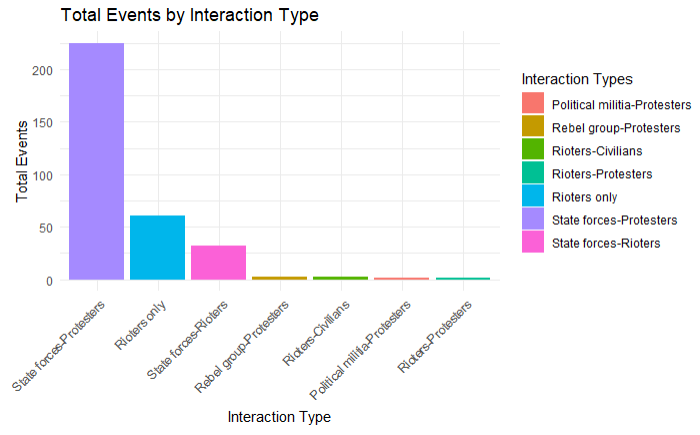 Total Events by Interaction Type
Total Events
200
150
100
50
0
State forces-Protesters
Rioters only
State forces-Rioters
Rebel group-Protesters
Rioters-Civilians
Political militia-Protesters
Rioters-Protesters
Interaction Type
Interaction Types
Political militia-Protesters
Rebel group-Protesters
Rioters-Civilians
Rioters-Protesters
Rioters only
State forces-Protesters
State forces-Rioters